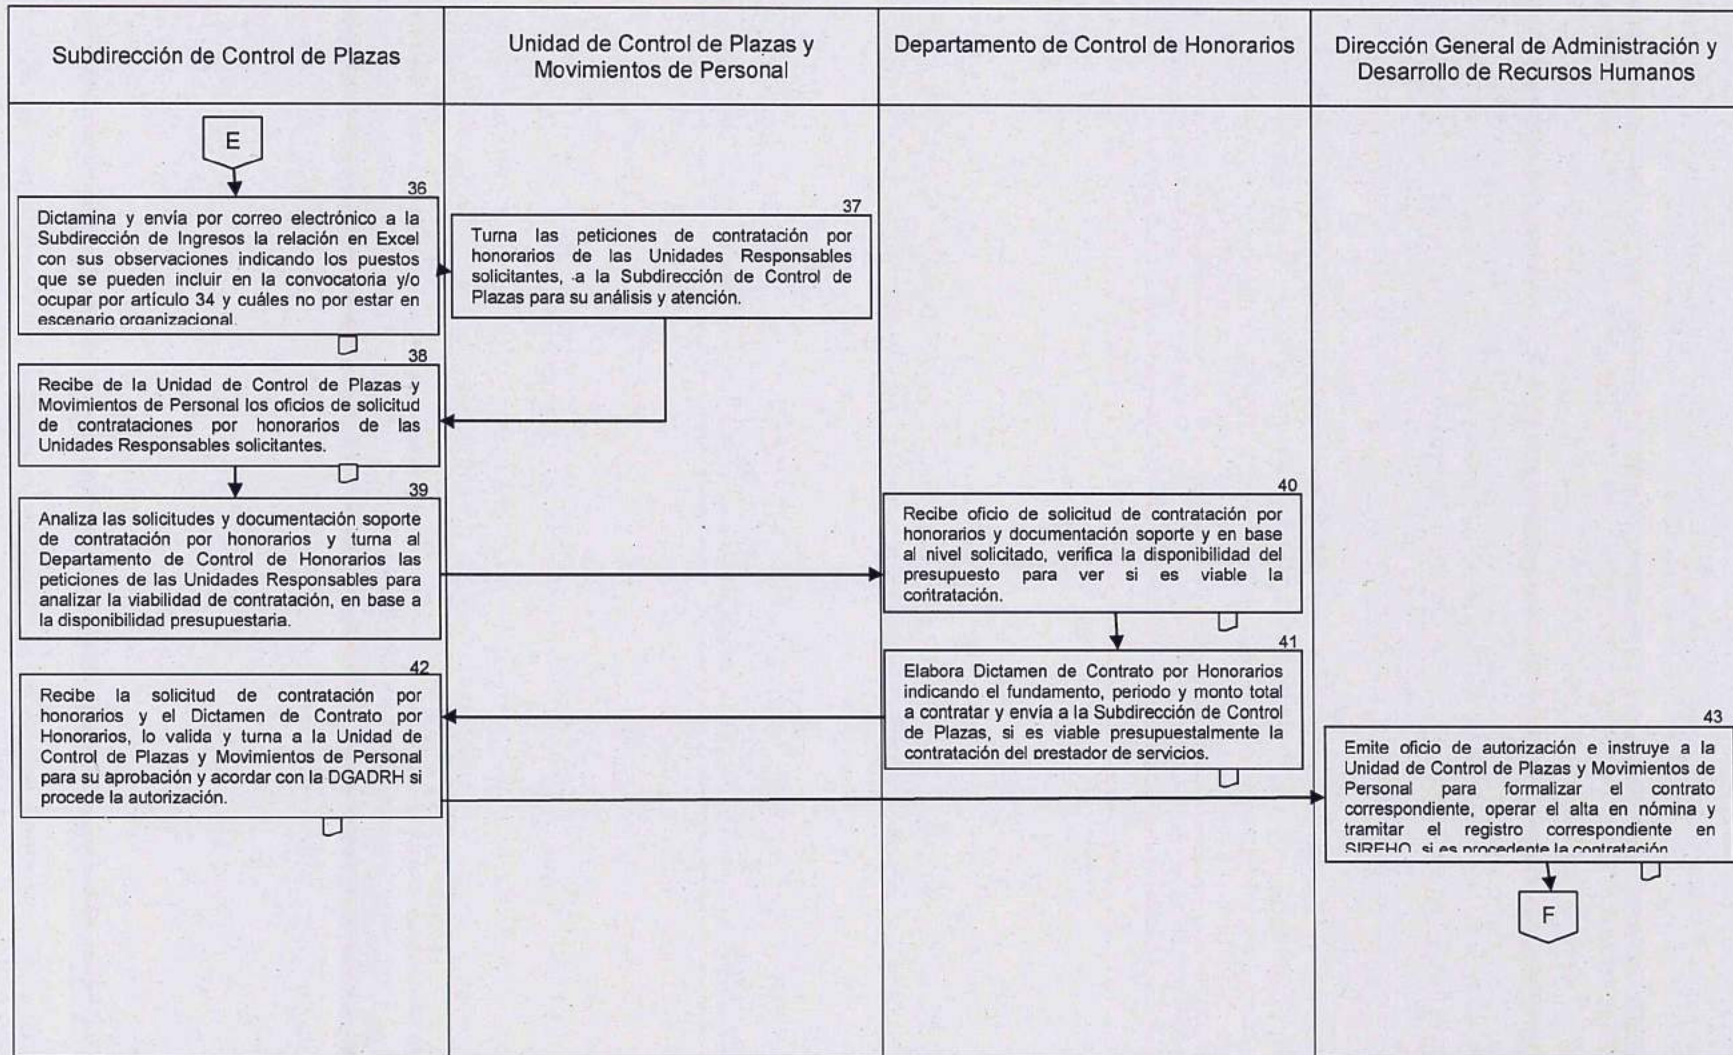 Subdirección de Control de Plazas
Unidad de Control de Plazas y
Movimientos de Personal
Departamento de Control de Honorarios
Dirección General de Administración y
Desarrollo de Recursos Humanos
E
36
Dictamina y envía por correo electrónico a la
Subdirección de Ingresos la relación en Excel
con sus observaciones indicando los puestos
que se pueden incluir en la convocatoria y/o
ocupar por artículo 34 y cuáles no por estar en
escenario organizacional.
37
Turna las peticiones de contratación por
honorarios de las Unidades Responsables
solicitantes, a la Subdirección de Control de
Plazas para su análisis y atención.
38
Recibe de la Unidad de Control de Plazas y
Movimientos de Personal los oficios de solicitud
de contrataciones por honorarios de las
Unidades Responsables solicitantes.
39
Analiza las solicitudes y documentación soporte
de contratación por honorarios y turna al
Departamento de Control de Honorarios las
peticiones de las Unidades Responsables para
analizar la viabilidad de contratación, en base a
la disponibilidad presupuestaria.
40
Recibe oficio de solicitud de contratación por
honorarios y documentación soporte y en base
al nivel solicitado, verifica la disponibilidad del
presupuesto para ver si es viable la
contratación.
41
Elabora Dictamen de Contrato por Honorarios
indicando el fundamento, periodo y monto total
a contratar y envía a la Subdirección de Control
de Plazas, si es viable presupuestalmente la
contratación del prestador de servicios.
42
Recibe la solicitud de contratación por
honorarios y el Dictamen de Contrato por
Honorarios, lo valida y turna a la Unidad de
Control de Plazas y Movimientos de Personal
para su aprobación y acordar con la DGADRH si
procede la autorización.
43
Emite oficio de autorización e instruye a la
Unidad de Control de Plazas y Movimientos de
Personal para formalizar el contrato
correspondiente, operar el alta en nómina y
tramitar el registro correspondiente en
SIREHO, si es procedente la contratación
F